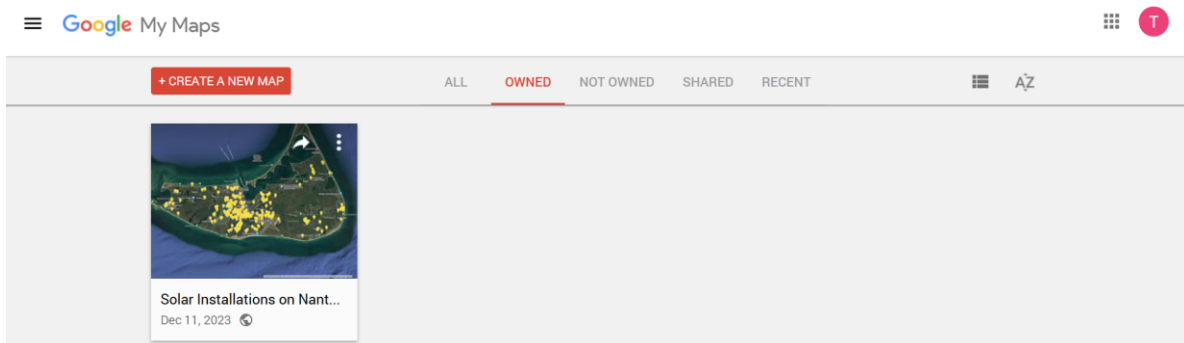 Google My Maps
T
+ CREATE A NEW MAP
ALL
OWNED
NOT OWNED
SHARED
RECENT
AZ
Solar Installations on Nant...
Dec 11, 2023